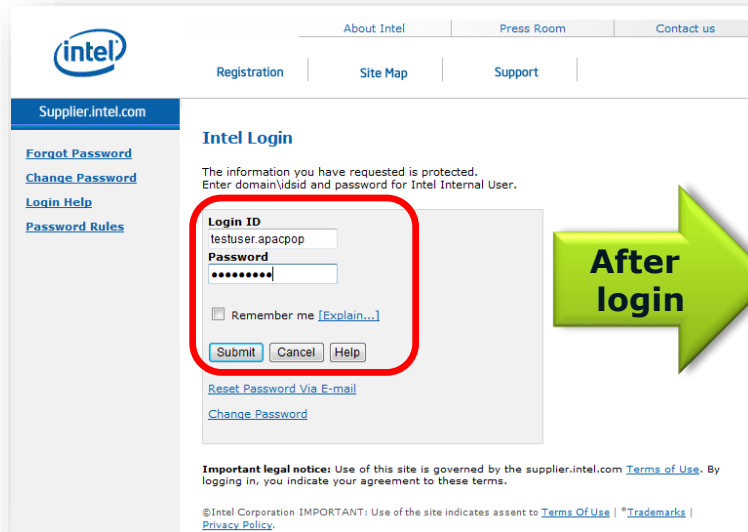 intel
About Intel
Press Room
Contact us
Registration
Site Map
Support
Supplier.intel.com
Forgot Password
Change Password
Login Help
Password Rules
Intel Login
The information you have requested is protected.
Enter domain\idsid and password for Intel Internal User.
Login ID
testuser.apacpop
Password
•••••••••
Remember me [Explain...]
Submit Cancel Help
Reset Password Via E-mail
Change Password
After
login
Important legal notice: Use of this site is governed by the supplier.intel.com Terms of Use. By
logging in, you indicate your agreement to these terms.
©Intel Corporation IMPORTANT: Use of the site indicates assent to Terms Of Use | *Trademarks |
Privacy Policy.